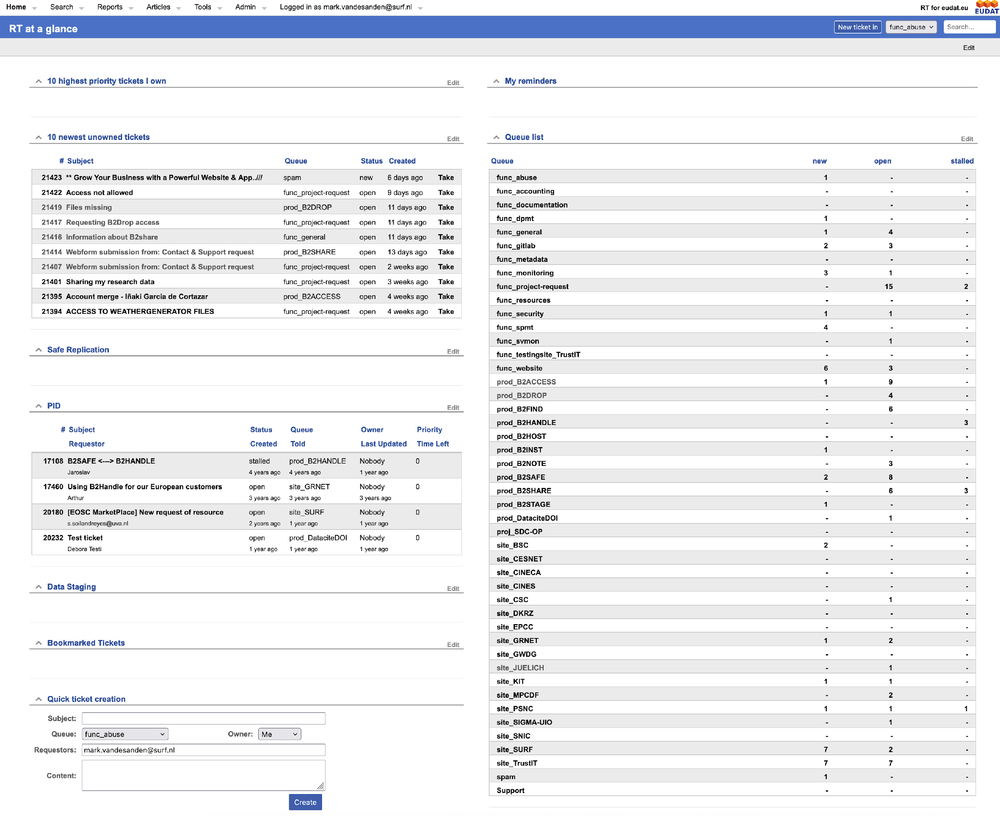 Home Search Reports Articles Tools Admin Logged in as mark.vandesanden@surf.nl RT for eudat.eu EUDAT
RT at a glance New ticket in func_abuse Search...
Edit
10 highest priority tickets I own Edit
10 newest unowned tickets Edit
# Subject Queue Status Created
21423 ** Grow Your Business with a Powerful Website & App../// spam new 6 days ago Take
21422 Access not allowed func_project-request open 9 days ago Take
21419 Files missing prod_B2DROP open 11 days ago Take
21417 Requesting B2Drop access func_project-request open 11 days ago Take
21416 Information about B2share func_general open 11 days ago Take
21414 Webform submission from: Contact & Support request prod_B2SHARE open 13 days ago Take
21407 Webform submission from: Contact & Support request func_project-request open 2 weeks ago Take
21401 Sharing my research data func_project-request open 3 weeks ago Take
21395 Account merge - Iñaki Garcia de Cortazar prod_B2ACCESS open 4 weeks ago Take
21394 ACCESS TO WEATHERGENERATOR FILES func_project-request open 4 weeks ago Take
Safe Replication Edit
PID Edit
# Subject Status Queue Owner Priority
Requestor Created Told Last Updated Time Left
17108 B2SAFE <---> B2HANDLE stalled prod_B2HANDLE Nobody 0
Jaroslav 4 years ago 4 years ago 1 year ago
17460 Using B2Handle for our European customers open site_GRNET Nobody 0
Arthur 3 years ago 3 years ago 3 years ago
20180 [EOSC MarketPlace] New request of resource open site_SURF Nobody 0
s.soilandreyes@uva.nl 2 years ago 1 year ago 1 year ago
20232 Test ticket open prod_DataciteDOI Nobody 0
Debora Testi 1 year ago 1 year ago 1 year ago
Data Staging Edit
Bookmarked Tickets Edit
Quick ticket creation
Subject:
Queue: func_abuse Owner: Me
Requestors: mark.vandesanden@surf.nl
Content:
Create
My reminders
Queue list Edit
Queue new open stalled
func_abuse 1 - -
func_accounting - - -
func_documentation - - -
func_dpmt 1 - -
func_general 1 4 -
func_gitlab 2 3 -
func_metadata - - -
func_monitoring 3 1 -
func_project-request - 15 2
func_resources - - -
func_security 1 1 -
func_spmt 4 - -
func_svmon - 1 -
func_testingsite_TrustIT - - -
func_website 6 3 -
prod_B2ACCESS 1 9 -
prod_B2DROP - 4 -
prod_B2FIND - 6 -
prod_B2HANDLE - - 3
prod_B2HOST - - -
prod_B2INST 1 - -
prod_B2NOTE - 3 -
prod_B2SAFE 2 8 -
prod_B2SHARE - 6 3
prod_B2STAGE 1 - -
prod_DataciteDOI - 1 -
proj_SDC-OP - - -
site_BSC 2 - -
site_CESNET - - -
site_CINECA - - -
site_CINES - - -
site_CSC - 1 -
site_DKRZ - - -
site_EPCC - - -
site_GRNET 1 2 -
site_GWDG - - -
site_JUELICH - 1 -
site_KIT 1 1 -
site_MPCDF - 2 -
site_PSNC 1 1 1
site_SIGMA-UIO - 1 -
site_SNIC - - -
site_SURF 7 2 -
site_TrustIT 7 7 -
spam 1 - -
Support - - -